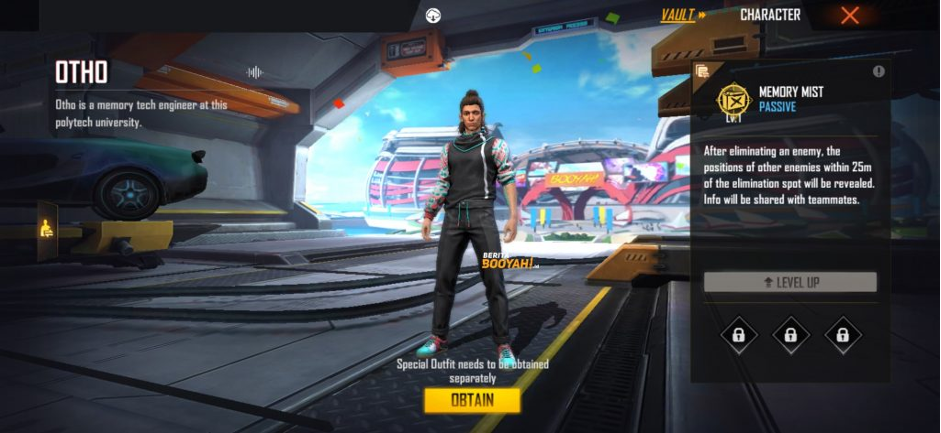 VAULT
CHARACTER
OTHO
Otho is a memory tech engineer at this
polytech university.
MEMORY MIST
PASSIVE
Lv.1
After eliminating an enemy, the
positions of other enemies within 25m
of the elimination spot will be revealed.
Info will be shared with teammates.
BOOYAH
BERITA
BOOYAH!.id
LEVEL UP
Special Outfit needs to be obtained
separately
OBTAIN